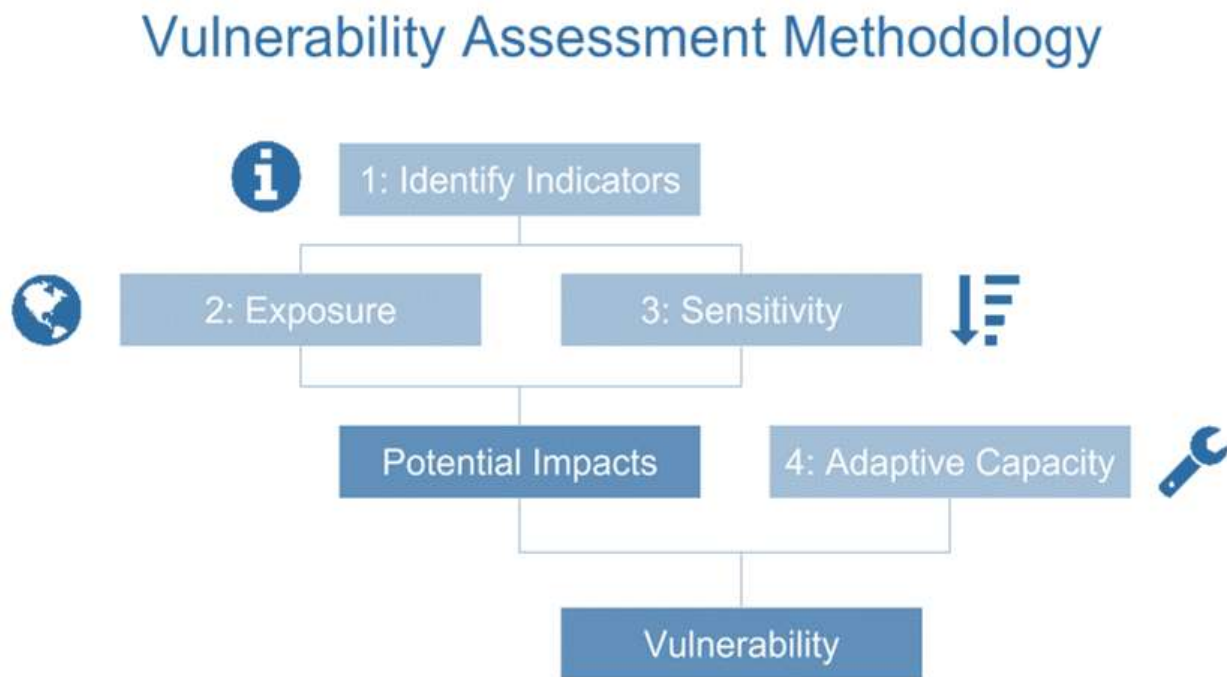 Vulnerability Assessment Methodology
1: Identify Indicators
2: Exposure
3: Sensitivity
Potential Impacts
4: Adaptive Capacity
Vulnerability